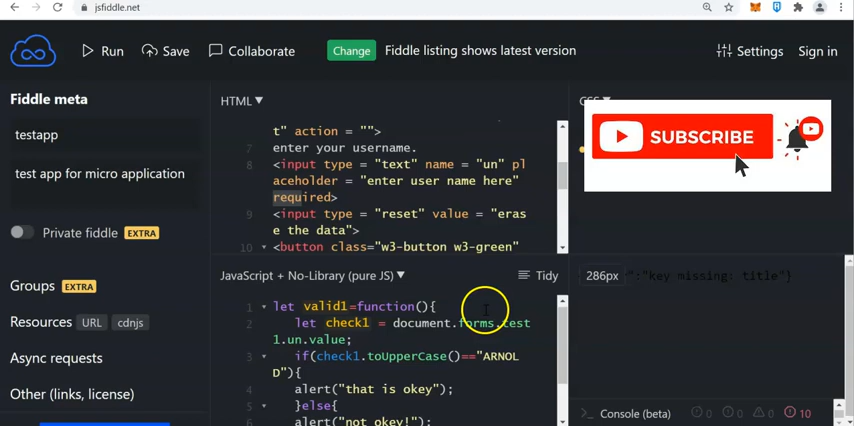 jsfiddle.net
Run
Save
Collaborate
Change
Fiddle listing shows latest version
Settings
Sign in
Fiddle meta
testapp
test app for micro application
Private fiddle EXTRA
Groups EXTRA
Resources URL cdnjs
Async requests
Other (links, license)
HTML
t" action = "">
7 enter your username.
8 <input type = "text" name = "un" pl
aceholder = "enter user name here"
required>
9 <input type = "reset" value = "eras
e the data">
10 <button class="w3-button w3-green"
CSS
SUBSCRIBE
JavaScript + No-Library (pure JS)
Tidy
1 let valid1=function(){
2 let check1 = document.forms.test
1.un.value;
3 if(check1.toUpperCase()=="ARNOL
D"){
4 alert("that is okey");
5 }else{
6 alert("not okey!");
286px ":"key missing: title"}
>_ Console (beta) 0 0 0 10